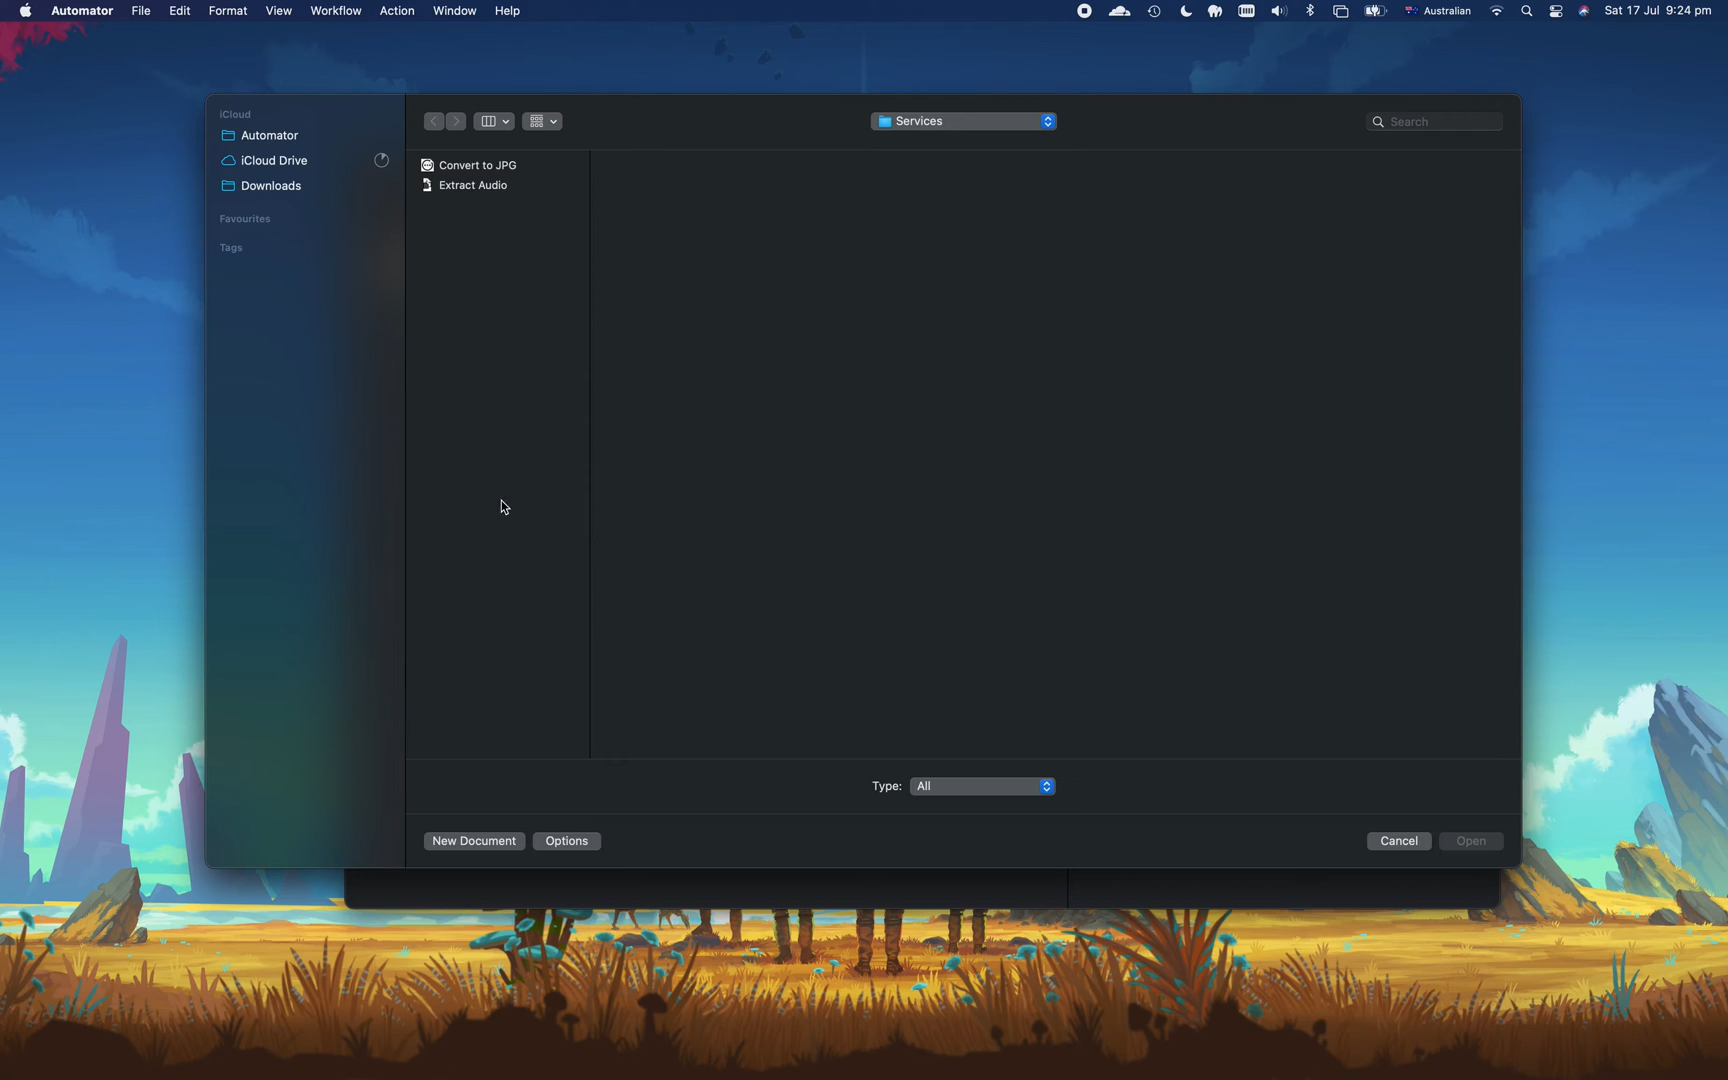 Automator File Edit Format View Workflow Action Window Help Australian Sat 17 Jul 9:24 pm
iCloud
Automator
iCloud Drive
Downloads
Favourites
Tags
Services
Search
Convert to JPG
Extract Audio
Type: All
New Document Options Cancel Open